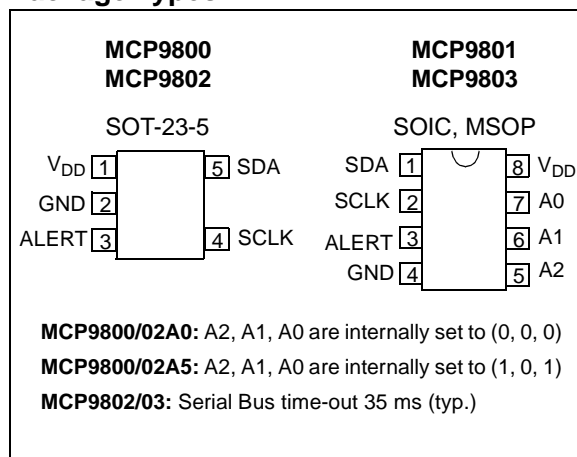 MCP9800
MCP9802
SOT-23-5
VDD 1
GND 2
ALERT 3
5 SDA
4 SCLK
MCP9801
MCP9803
SOIC, MSOP
SDA 1
SCLK 2
ALERT 3
GND 4
8 VDD
7 A0
6 A1
5 A2
MCP9800/02A0: A2, A1, A0 are internally set to (0, 0, 0)
MCP9800/02A5: A2, A1, A0 are internally set to (1, 0, 1)
MCP9802/03: Serial Bus time-out 35 ms (typ.)